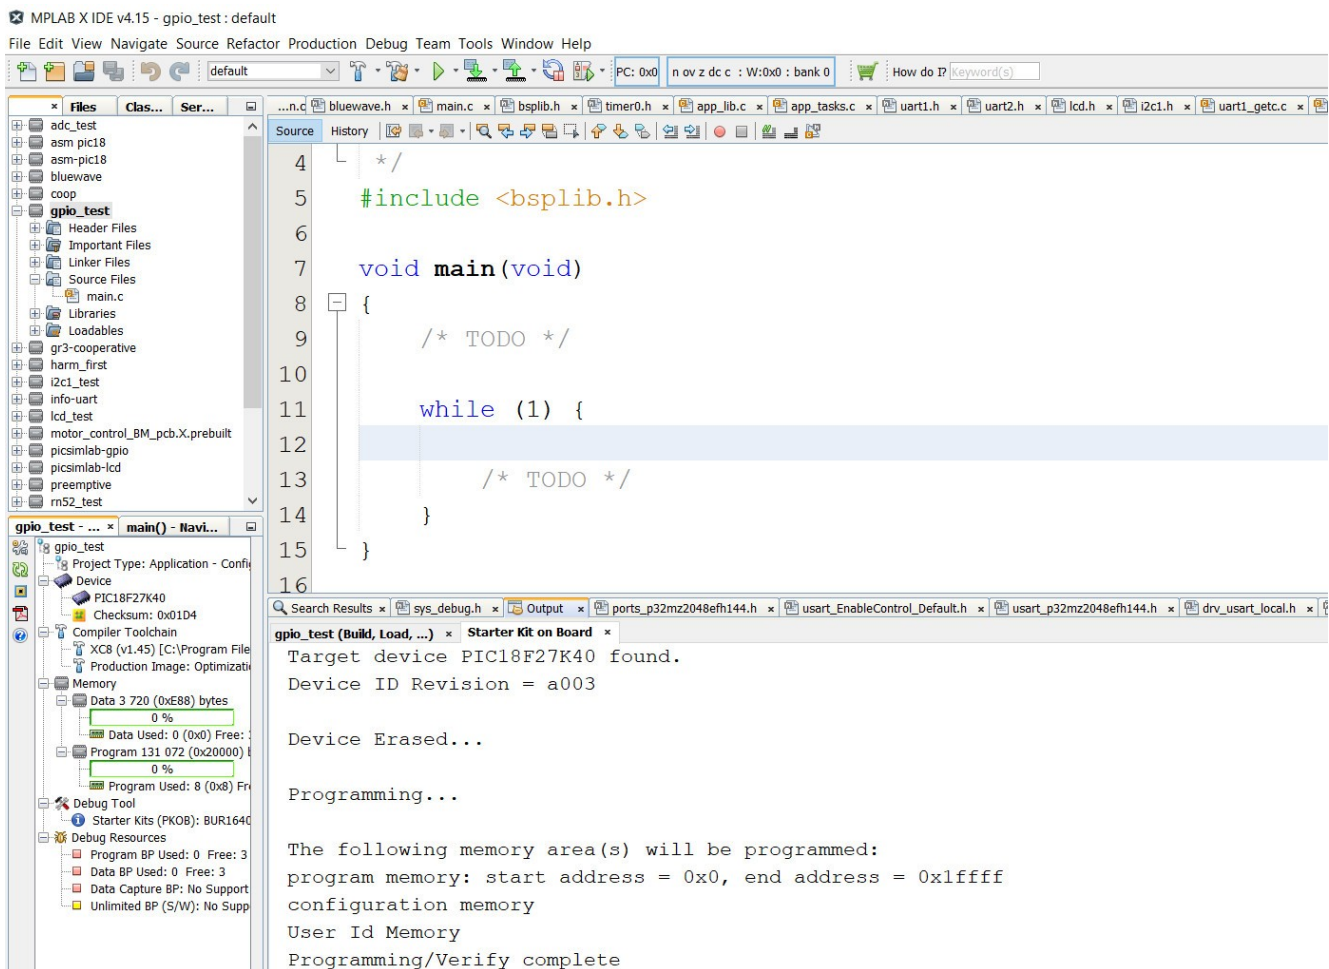 MPLAB X IDE v4.15 - gpio_test : default
File Edit View Navigate Source Refactor Production Debug Team Tools Window Help
default
PC: 0x0
n ov z dc c : W:0x0 : bank 0
How do I?
Keyword(s)
Files
Clas...
Ser...
adc_test
asm pic18
asm-pic18
bluewave
coop
gpio_test
Header Files
Important Files
Linker Files
Source Files
main.c
Libraries
Loadables
gr3-cooperative
harm_first
i2c1_test
info-uart
lcd_test
motor_control_BM_pcb.X.prebuilt
picsimlab-gpio
picsimlab-lcd
preemptive
rn52_test
gpio_test - ...
main() - Navi...
gpio_test
Project Type: Application - Config
Device
PIC18F27K40
Checksum: 0x01D4
Compiler Toolchain
XC8 (v1.45) [C:\Program File
Production Image: Optimizati
Memory
Data 3 720 (0xE88) bytes
0 %
Data Used: 0 (0x0) Free:
Program 131 072 (0x20000)
0 %
Program Used: 8 (0x8) Fr
Debug Tool
Starter Kits (PKOB): BUR1640
Debug Resources
Program BP Used: 0 Free: 3
Data BP Used: 0 Free: 3
Data Capture BP: No Support
Unlimited BP (S/W): No Supp
...n.c
bluewave.h
main.c
bsplib.h
timer0.h
app_lib.c
app_tasks.c
uart1.h
uart2.h
lcd.h
i2c1.h
uart1_getc.c
Source
History
4 */
5 #include <bsplib.h>
6
7 void main(void)
8 {
9 /* TODO */
10
11 while (1) {
12
13 /* TODO */
14 }
15 }
16
Search Results
sys_debug.h
Output
ports_p32mz2048efh144.h
usart_EnableControl_Default.h
usart_p32mz2048efh144.h
drv_usart_local.h
gpio_test (Build, Load, ...)
Starter Kit on Board
Target device PIC18F27K40 found.
Device ID Revision = a003
Device Erased...
Programming...
The following memory area(s) will be programmed:
program memory: start address = 0x0, end address = 0x1ffff
configuration memory
User Id Memory
Programming/Verify complete